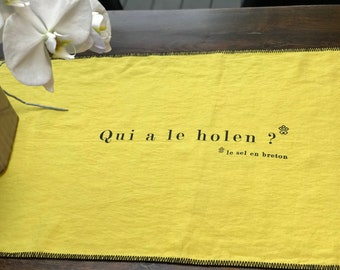 Qui a le holen ?*
*le sel en breton